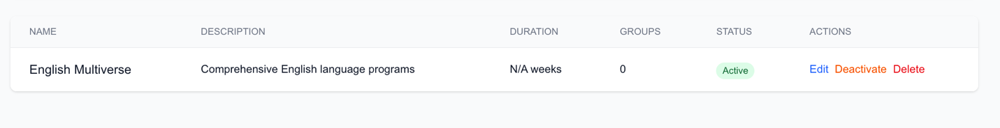 NAME DESCRIPTION DURATION GROUPS STATUS ACTIONS
English Multiverse Comprehensive English language programs N/A weeks 0 Active Edit Deactivate Delete